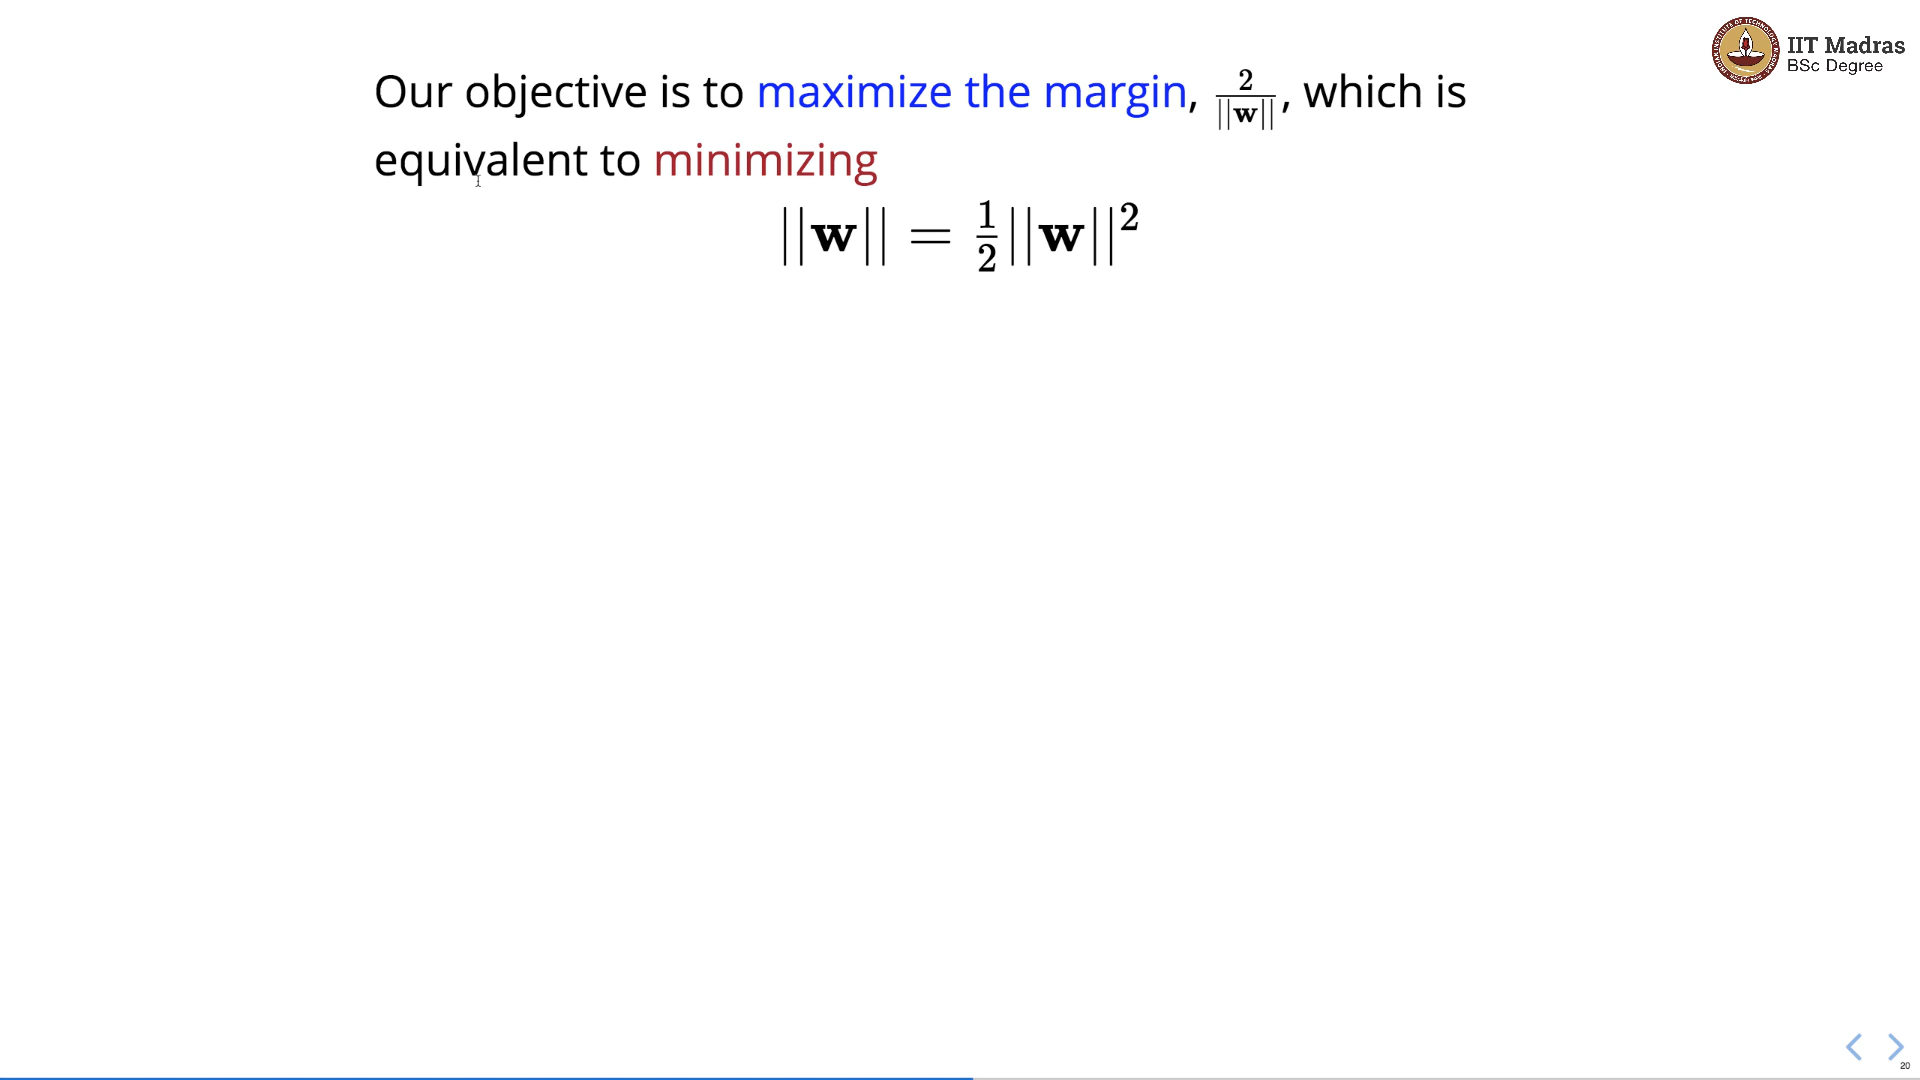 IIT Madras
BSc Degree
Our objective is to maximize the margin, 2/||w||, which is
equivalent to minimizing
||w|| = 1/2 ||w||²
20